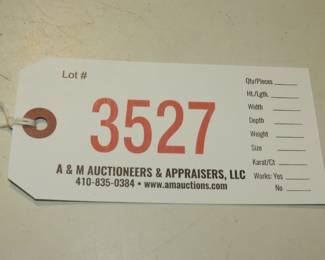 Lot #
3527
A & M AUCTIONEERS & APPRAISERS, LLC
410-835-0384 • www.amauctions.com
Qty/Pieces
Ht./Lgth.
Width
Depth
Weight
Size
Karat/Ct
Works: Yes
No